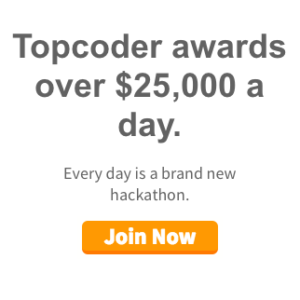 Topcoder awards
over $25,000 a
day.
Every day is a brand new
hackathon.
Join Now